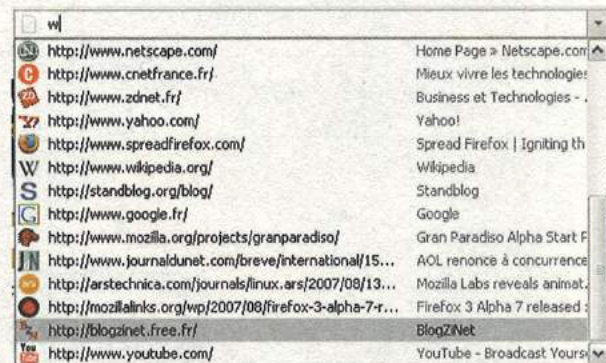 w
http://www.netscape.com/ Home Page » Netscape.com
http://www.cnetfrance.fr/ Mieux vivre les technologies
http://www.zdnet.fr/ Business et Technologies - .
http://www.yahoo.com/ Yahoo!
http://www.spreadfirefox.com/ Spread Firefox | Igniting th
W http://www.wikipedia.org/ Wikipedia
S http://standblog.org/blog/ Standblog
G http://www.google.fr/ Google
http://www.mozilla.org/projects/granparadiso/ Gran Paradiso Alpha Start P
JN http://www.journaldunet.com/breve/international/15... AOL renonce à concurrence
http://arstechnica.com/journals/linux.ars/2007/08/13... Mozilla Labs reveals animat.
http://mozillalinks.org/wp/2007/08/firefox-3-alpha-7-r... Firefox 3 Alpha 7 released :
http://blogzinet.free.fr/ BlogZiNet
You http://www.youtube.com/ YouTube - Broadcast Yours